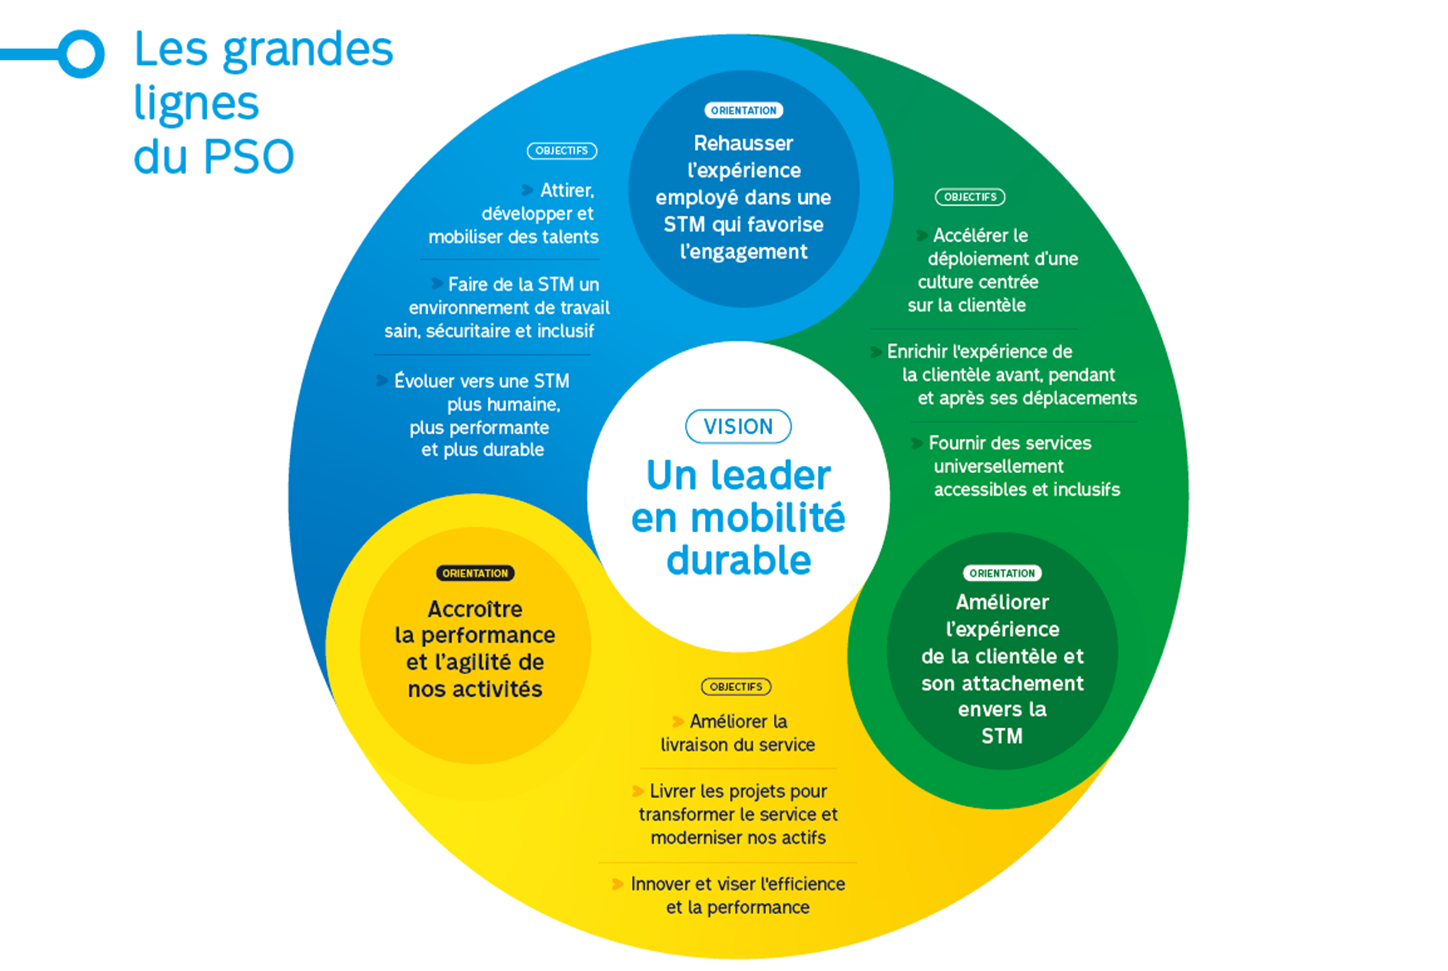 Les grandes
lignes
du PSO
ORIENTATION
Rehausser
l'expérience
employé dans une
STM qui favorise
l'engagement
OBJECTIFS
Attirer,
développer et
mobiliser des talents
Faire de la STM un
environnement de travail
sain, sécuritaire et inclusif
Évoluer vers une STM
plus humaine,
plus performante
et plus durable
OBJECTIFS
Accélérer le
déploiement d'une
culture centrée
sur la clientèle
Enrichir l'expérience de
la clientèle avant, pendant
et après ses déplacements
Fournir des services
universellement
accessibles et inclusifs
VISION
Un leader
en mobilité
durable
ORIENTATION
Accroître
la performance
et l'agilité de
nos activités
ORIENTATION
Améliorer
l'expérience
de la clientèle et
son attachement
envers la
STM
OBJECTIFS
Améliorer la
livraison du service
Livrer les projets pour
transformer le service et
moderniser nos actifs
Innover et viser l'efficience
et la performance